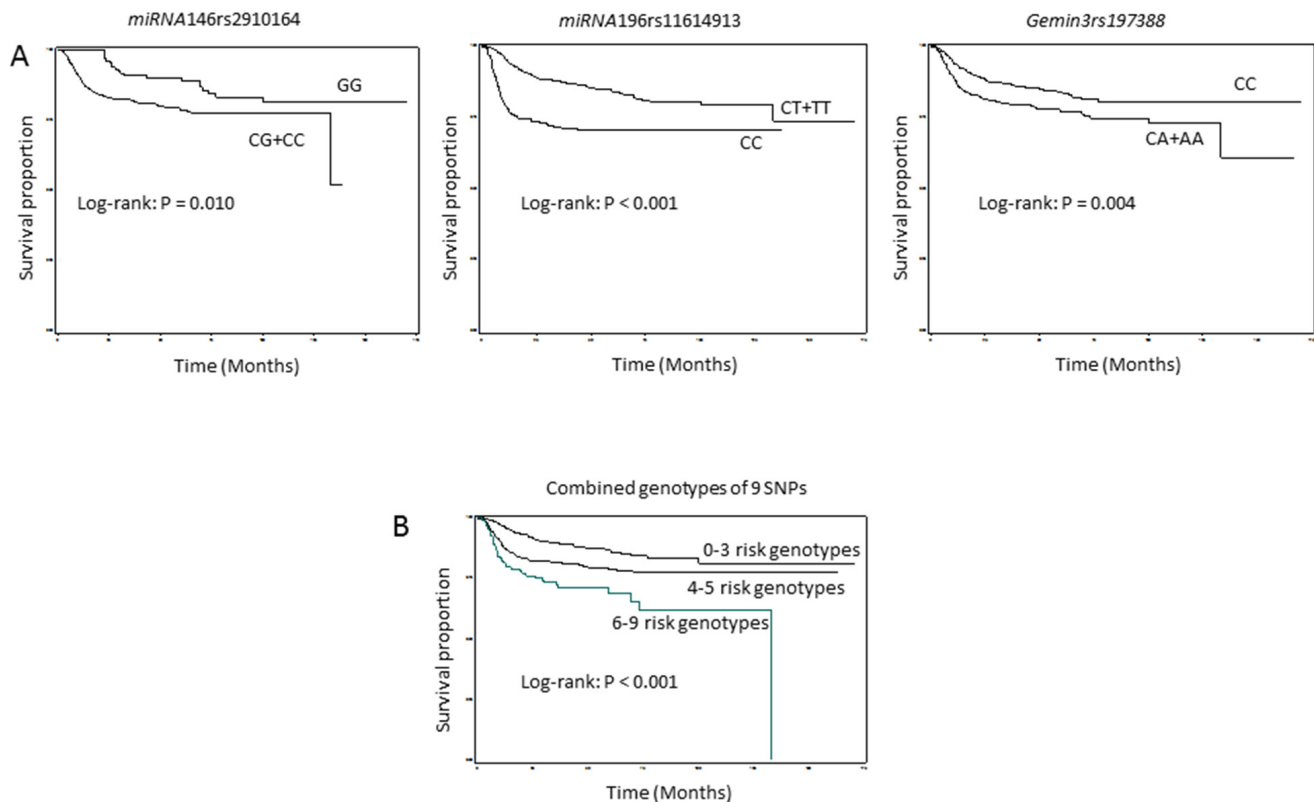 miRNA146rs2910164
miRNA196rs11614913
Gemin3rs197388
A
GG
CG+CC
Log-rank: P = 0.010
Survival proportion
Time (Months)
CT+TT
CC
Log-rank: P < 0.001
Survival proportion
Time (Months)
CC
CA+AA
Log-rank: P = 0.004
Survival proportion
Time (Months)
Combined genotypes of 9 SNPs
B
0-3 risk genotypes
4-5 risk genotypes
6-9 risk genotypes
Log-rank: P < 0.001
Survival proportion
Time (Months)